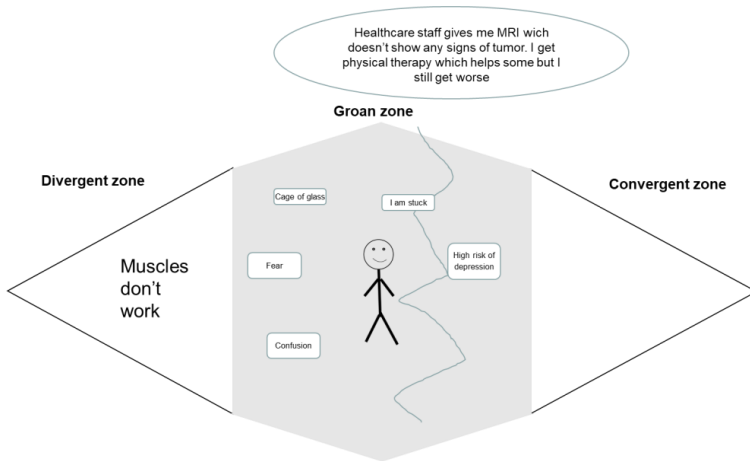 Healthcare staff gives me MRI wich
doesn't show any signs of tumor. I get
physical therapy which helps some but I
still get worse
Groan zone
Divergent zone
Convergent zone
Cage of glass
I am stuck
Muscles
don't
work
Fear
High risk of
depression
Confusion